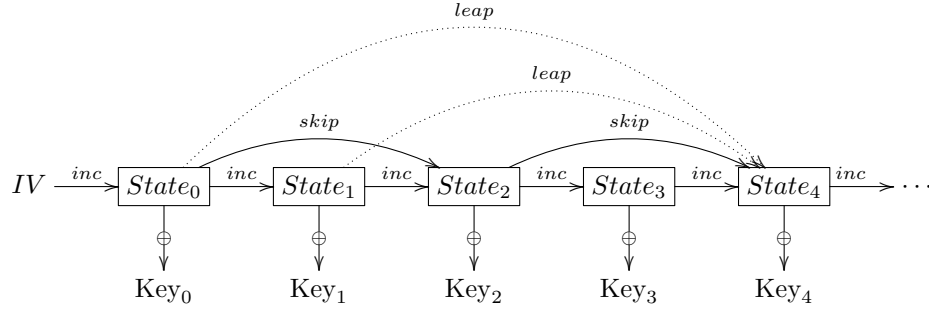 leap
leap
skip skip
IV inc State₀ inc State₁ inc State₂ inc State₃ inc State₄ inc ⋯
⊕ ⊕ ⊕ ⊕ ⊕
Key₀ Key₁ Key₂ Key₃ Key₄